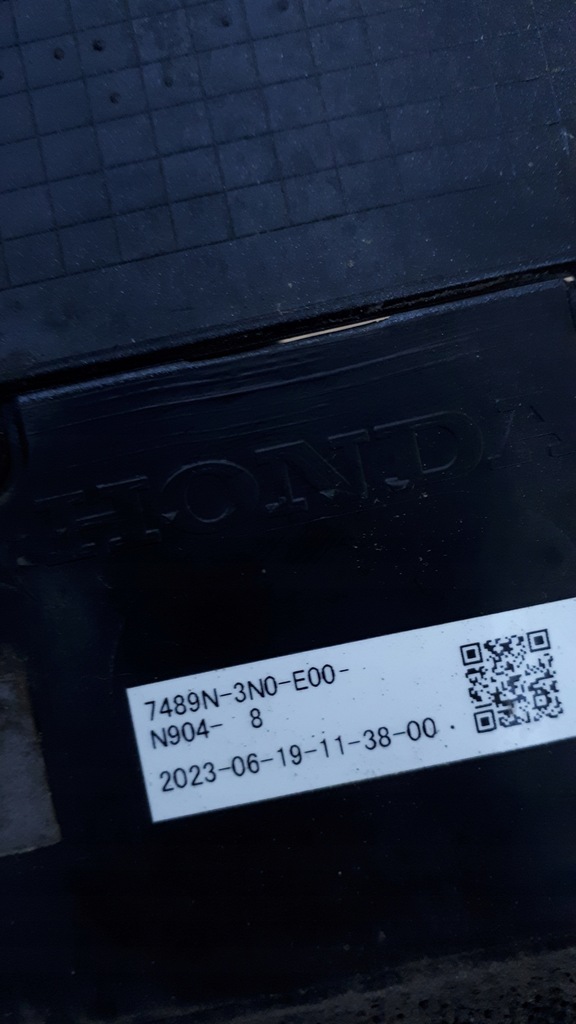 HONDA
7489N-3N0-E00-
N904- 8
2023-06-19-11-38-00 .